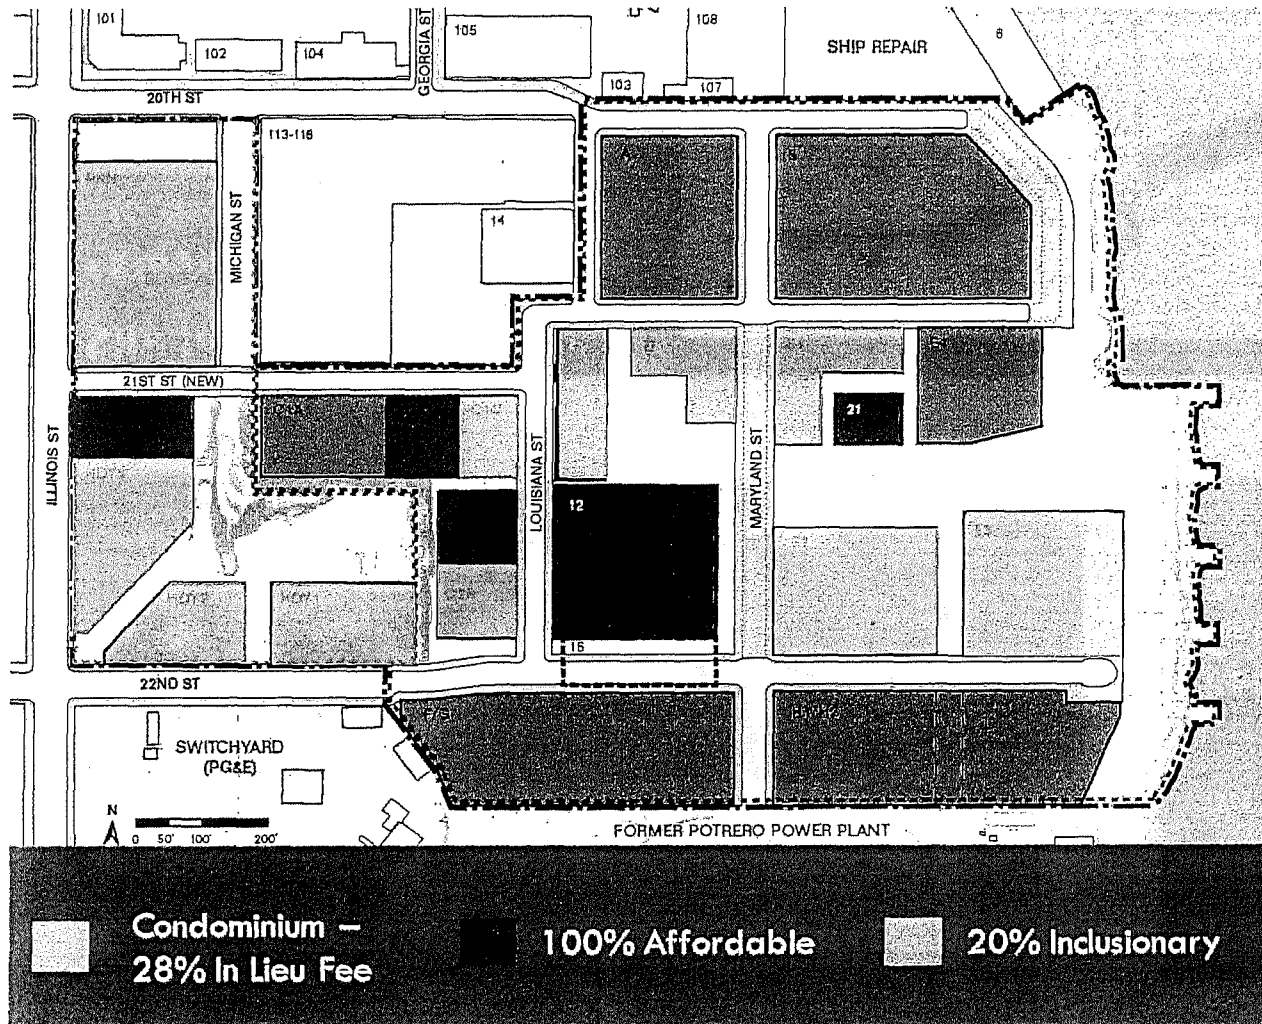 101
102
104
GEORGIA ST
105
108
103
107
SHIP REPAIR
6
20TH ST
113-116
14
MICHIGAN ST
21ST ST (NEW)
ILLINOIS ST
LOUISIANA ST
MARYLAND ST
21
12
16
22ND ST
SWITCHYARD
(PG&E)
N
0 50' 100' 200'
FORMER POTRERO POWER PLANT
Condominium –
28% In Lieu Fee
100% Affordable
20% Inclusionary